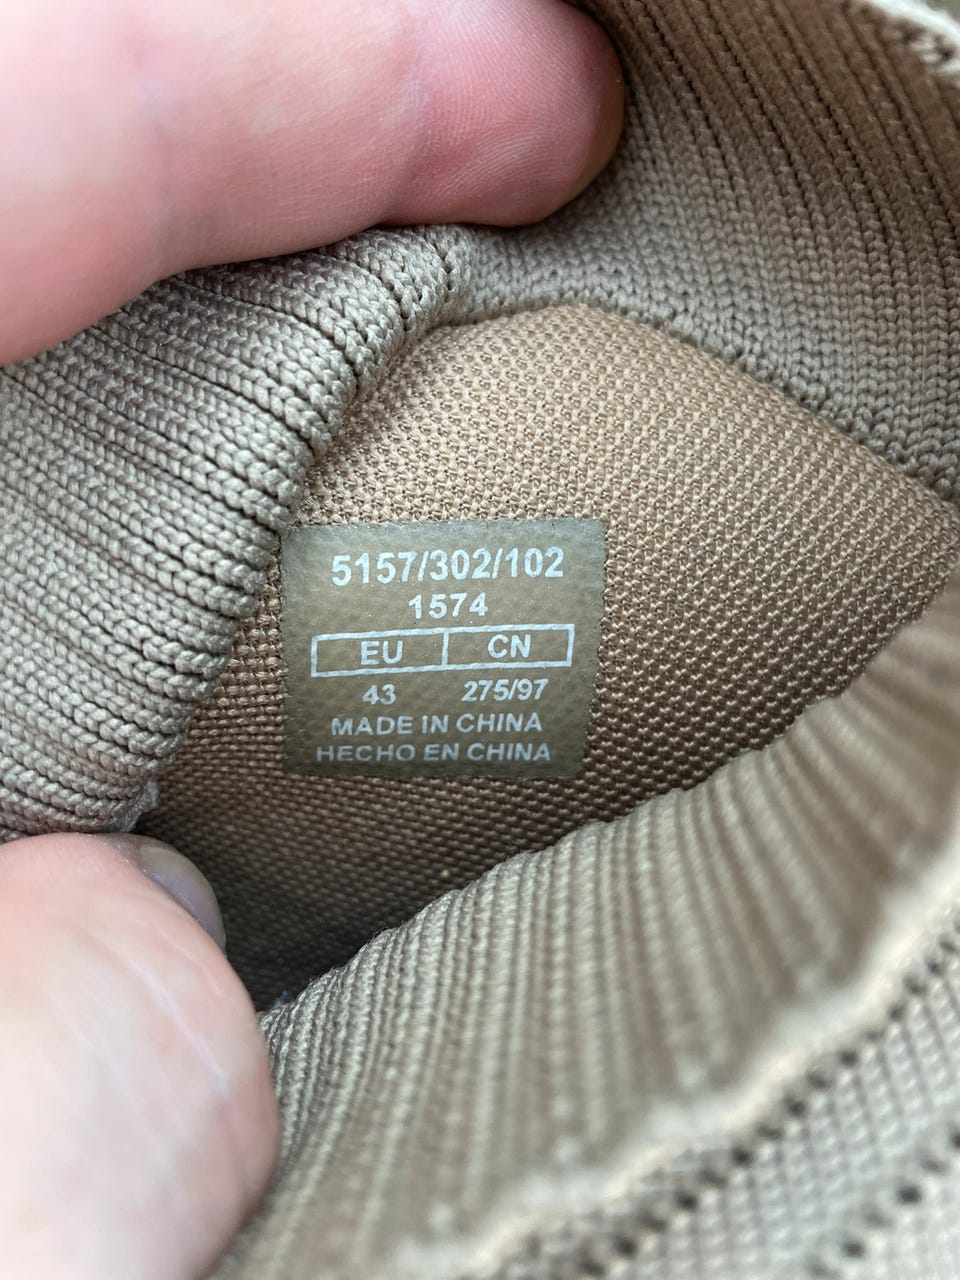 5157/302/102
1574
EU CN
43 275/97
MADE IN CHINA
HECHO EN CHINA